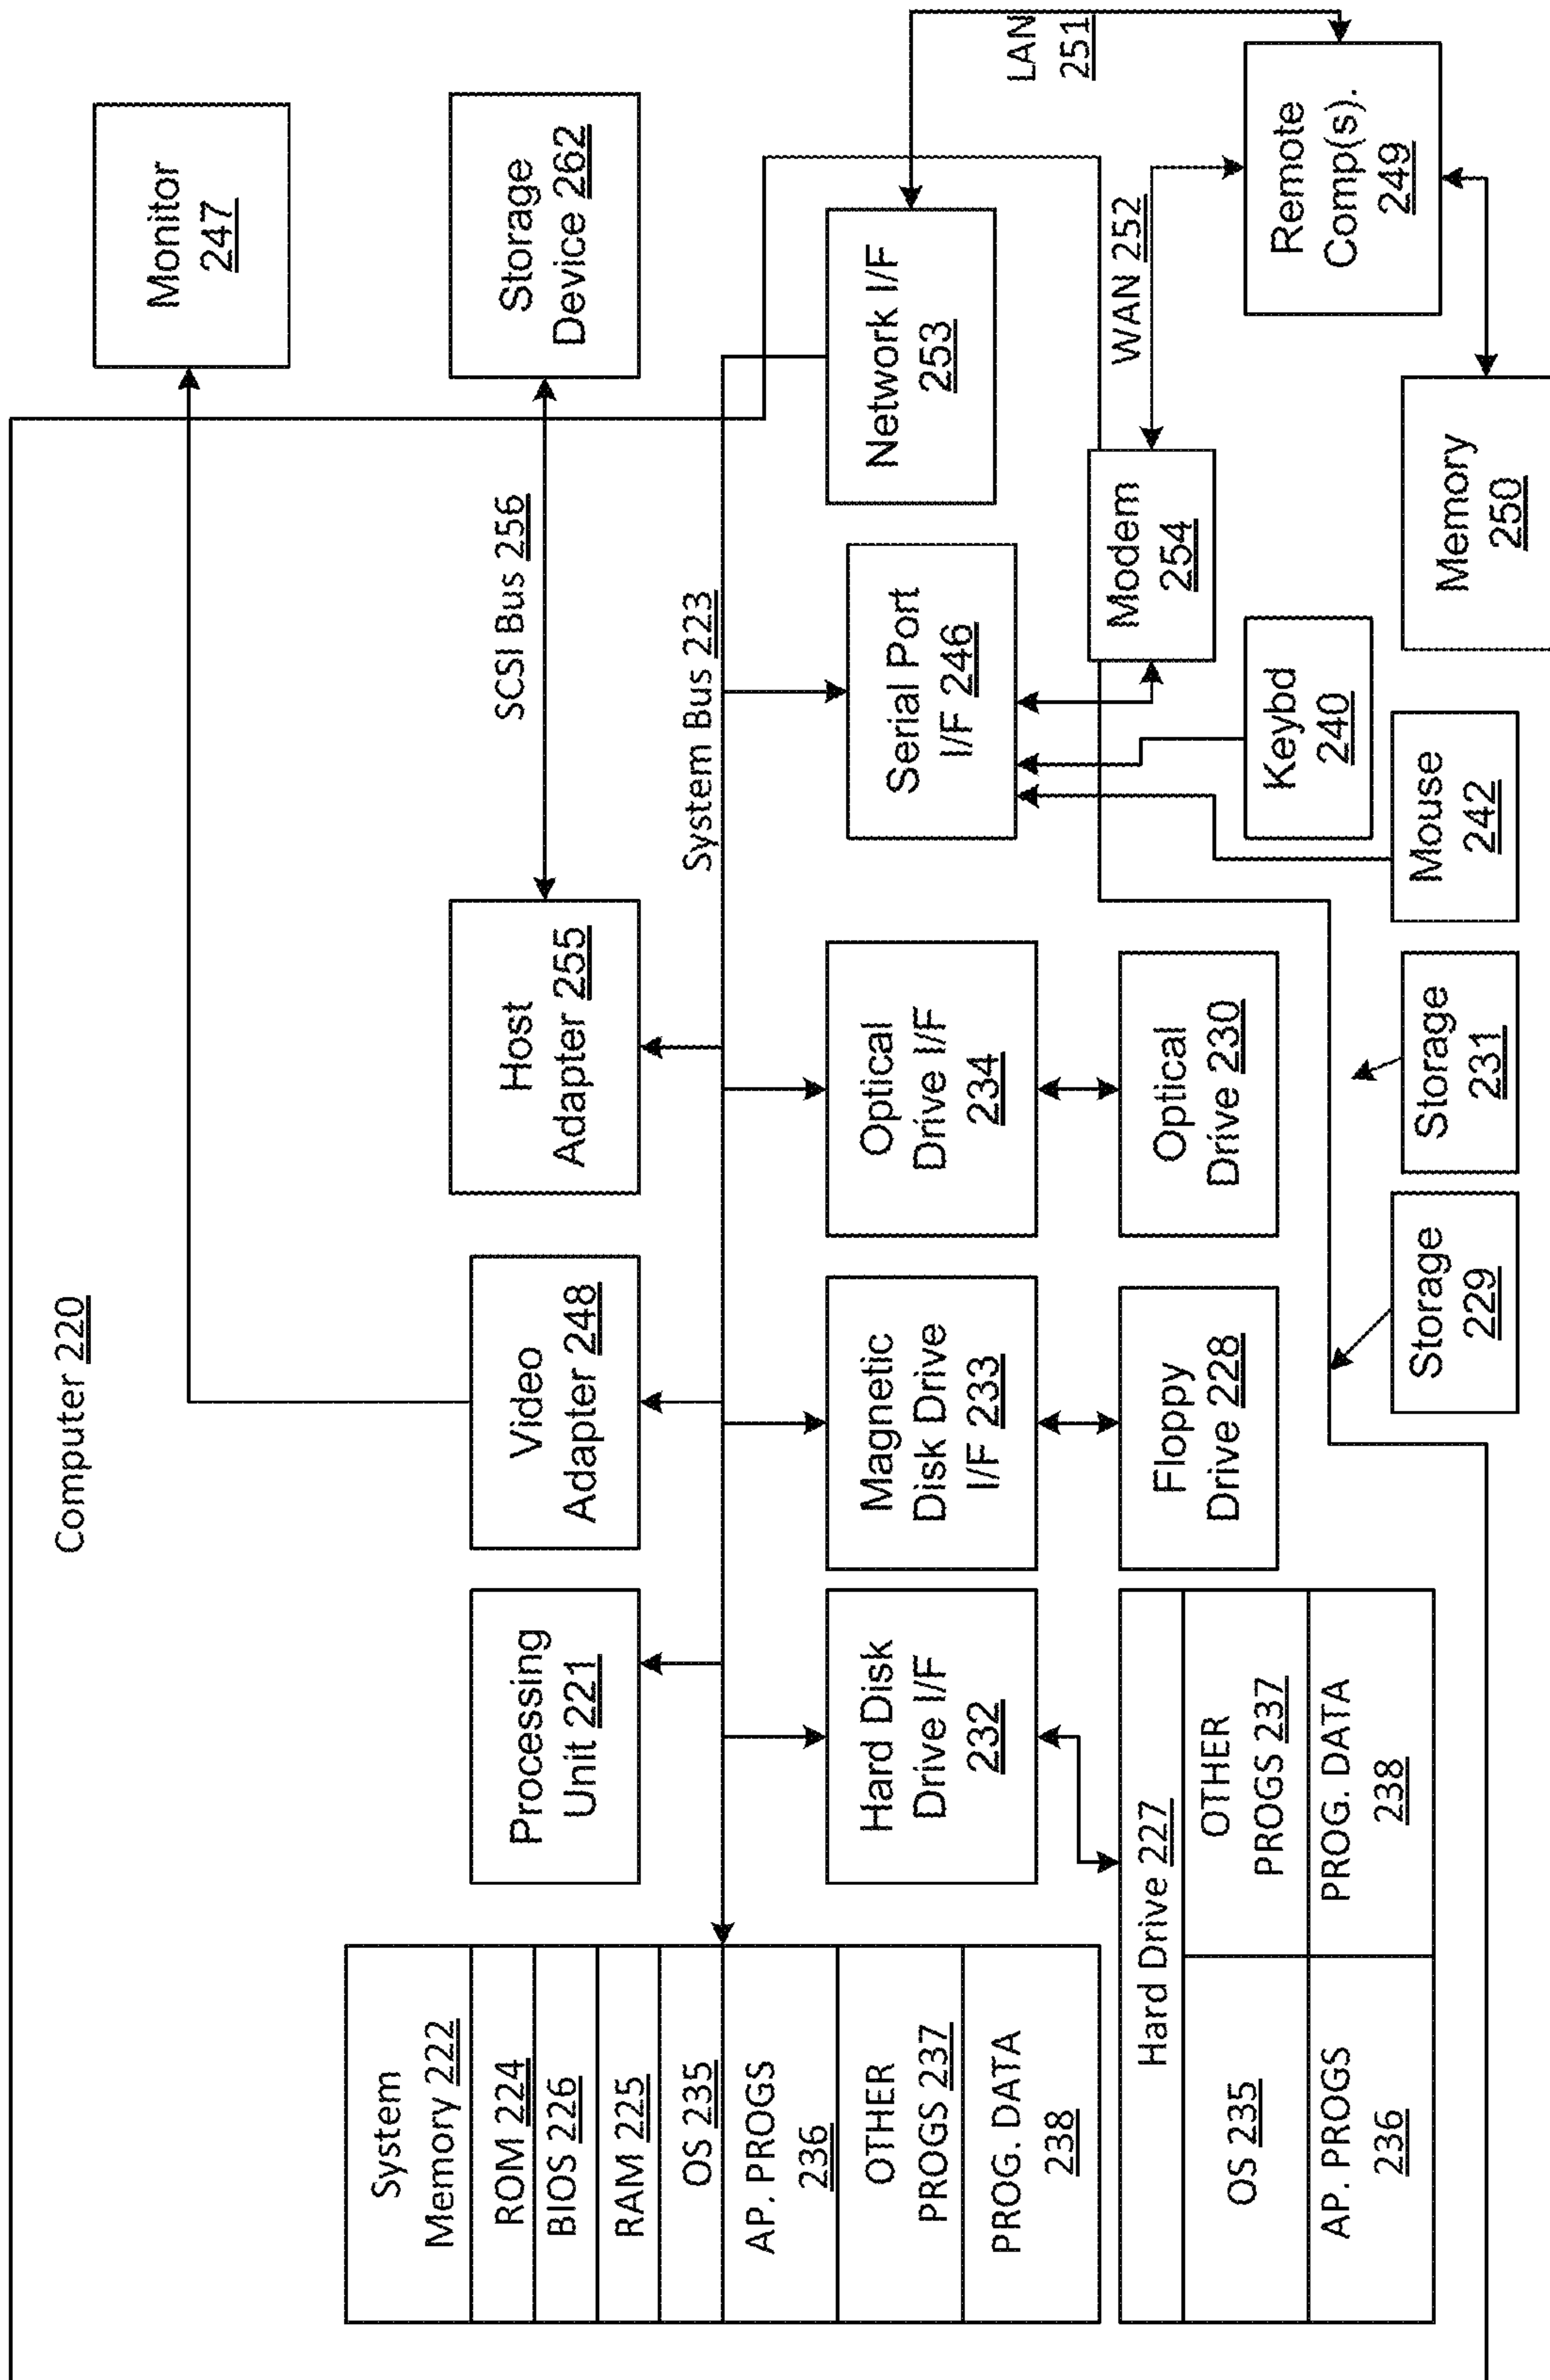 Computer 220
Monitor
247
System
Memory 222
ROM 224
BIOS 226
RAM 225
OS 235
AP. PROGS
236
OTHER
PROGS 237
PROG. DATA
238
Processing
Unit 221
Video
Adapter 248
Host
Adapter 255
SCSI Bus 256
Storage
Device 262
System Bus 223
Hard Disk
Drive I/F
232
Magnetic
Disk Drive
I/F 233
Optical
Drive I/F
234
Serial Port
I/F 246
Network I/F
253
LAN
251
Hard Drive 227
OS 235
OTHER
PROGS 237
AP. PROGS
236
PROG. DATA
238
Floppy
Drive 228
Optical
Drive 230
Modem
254
WAN 252
Keybd
240
Remote
Comp(s).
249
Storage
229
Storage
231
Mouse
242
Memory
250